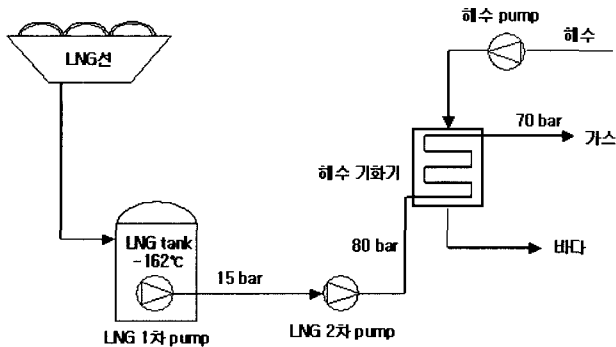 해수 pump
해수
LNG선
70 bar
가스
해수 기화기
바다
80 bar
LNG tank
-162℃
15 bar
LNG 1차 pump
LNG 2차 pump